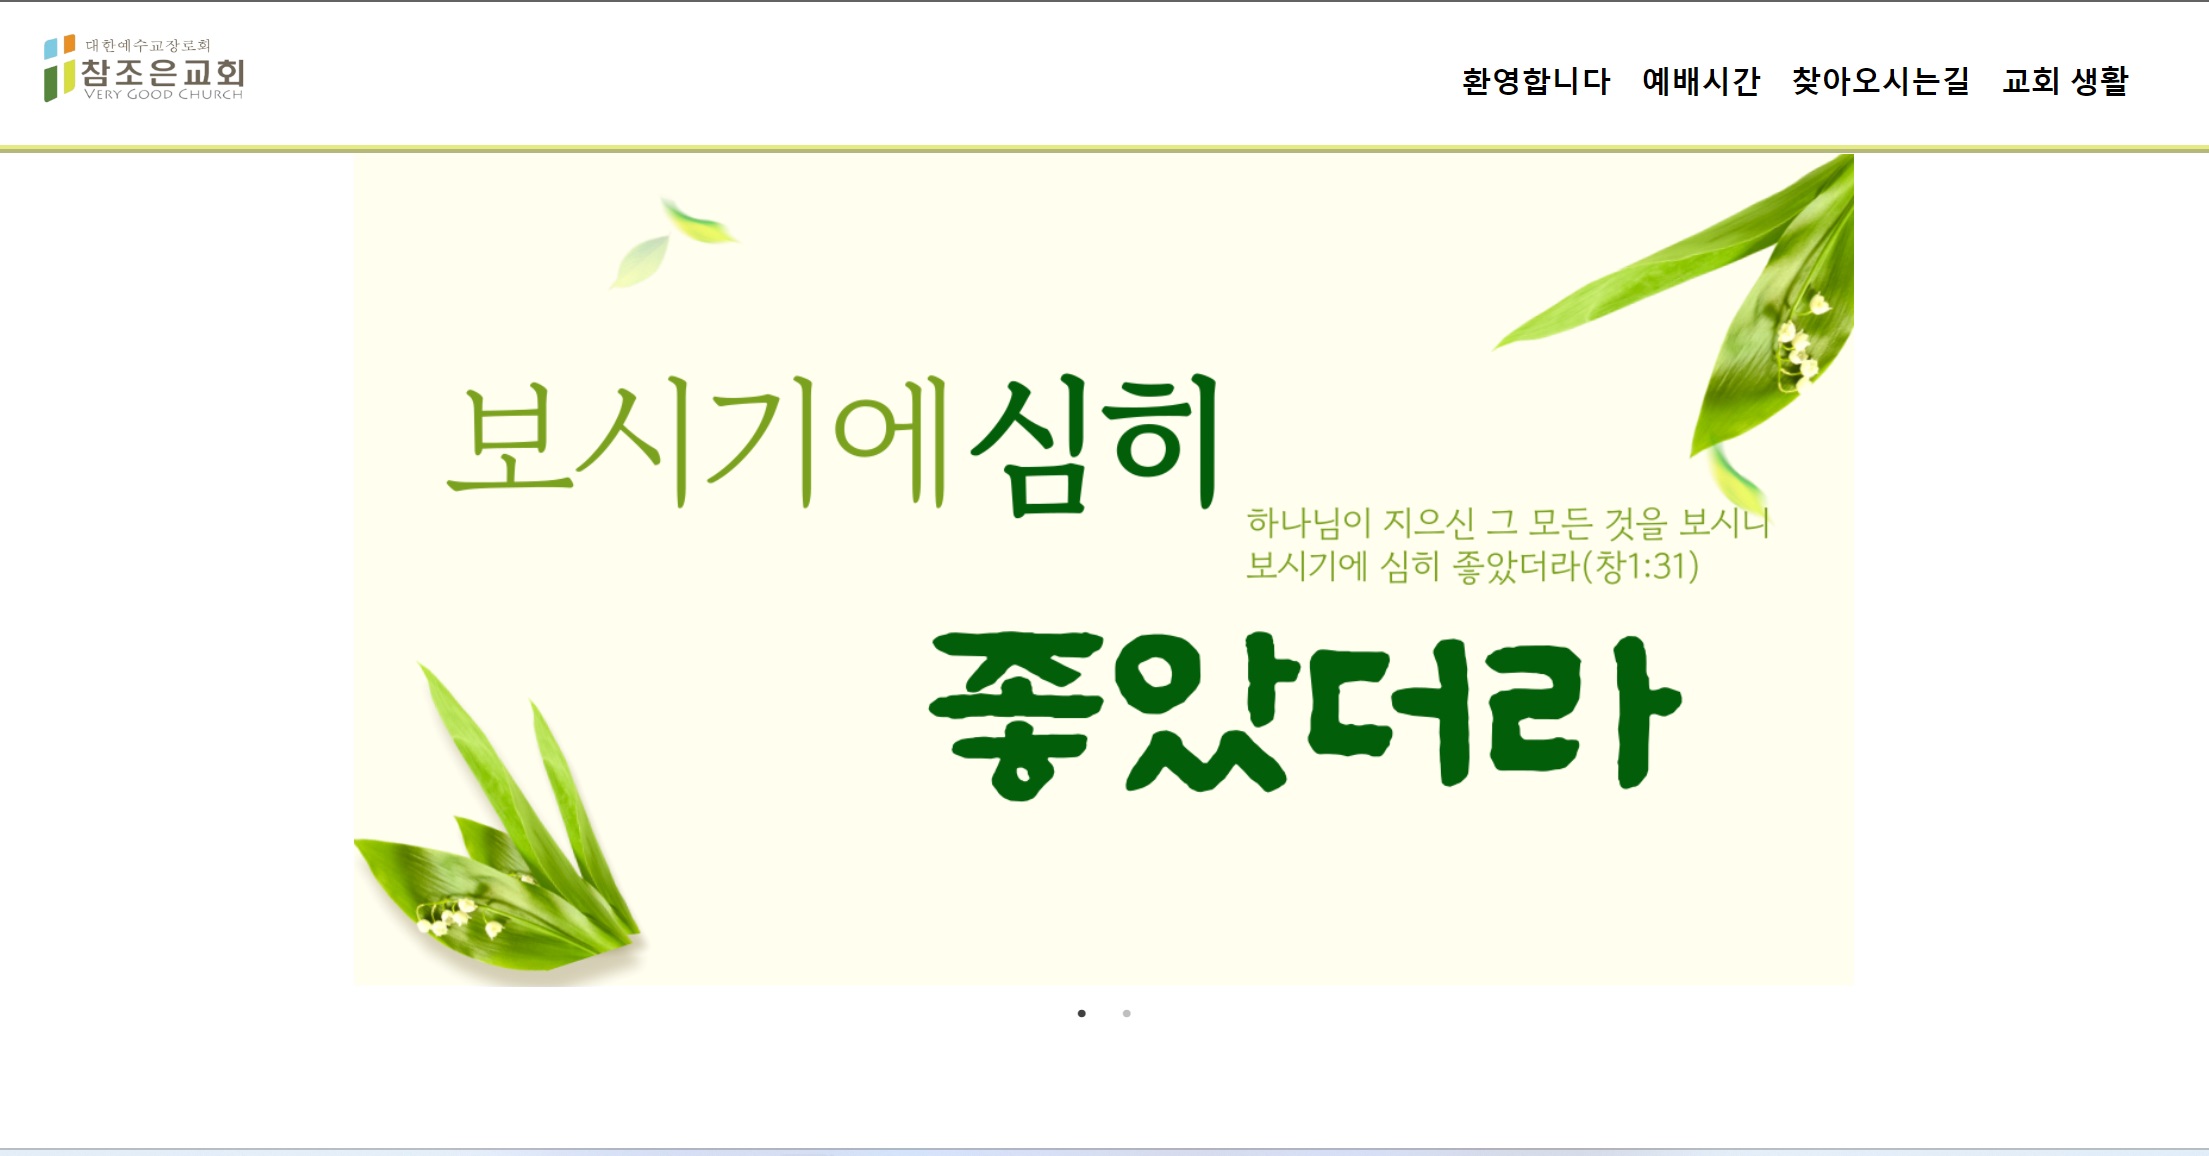 대한예수교장로회
참조은교회
VERY GOOD CHURCH
환영합니다 예배시간 찾아오시는길 교회 생활
보시기에 심히
하나님이 지으신 그 모든 것을 보시니
보시기에 심히 좋았더라(창1:31)
좋았더라